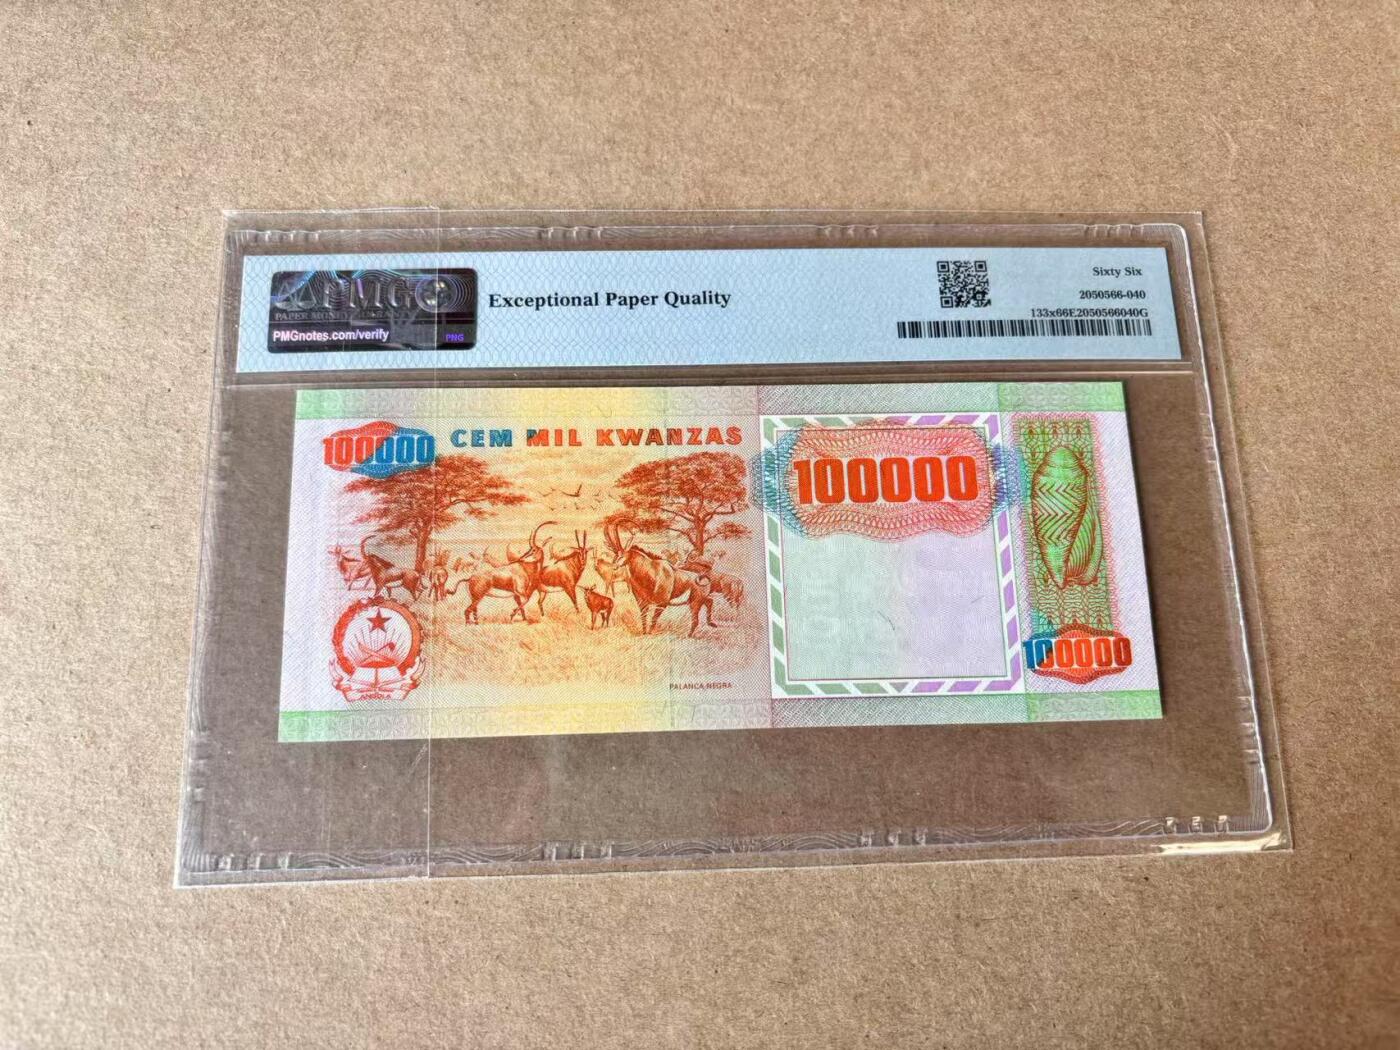 PMG
PAPER MONEY GUARANTY
PMGnotes.com/verify
PNG
Exceptional Paper Quality
Sixty Six
2050566-040
133x66E2050566040G
100000
CEM MIL KWANZAS
100000
PALANCA NEGRA
ANGOLA
100000